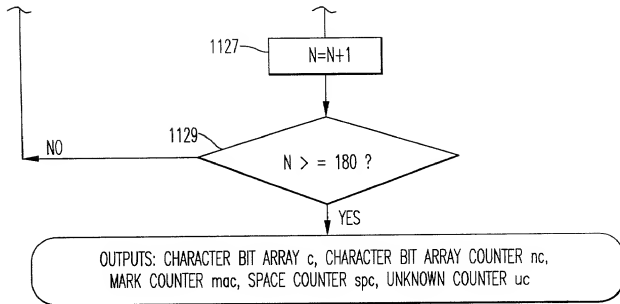 1127
N=N+1
1129
NO
N > = 180 ?
YES
OUTPUTS: CHARACTER BIT ARRAY c, CHARACTER BIT ARRAY COUNTER nc,
MARK COUNTER mac, SPACE COUNTER spc, UNKNOWN COUNTER uc